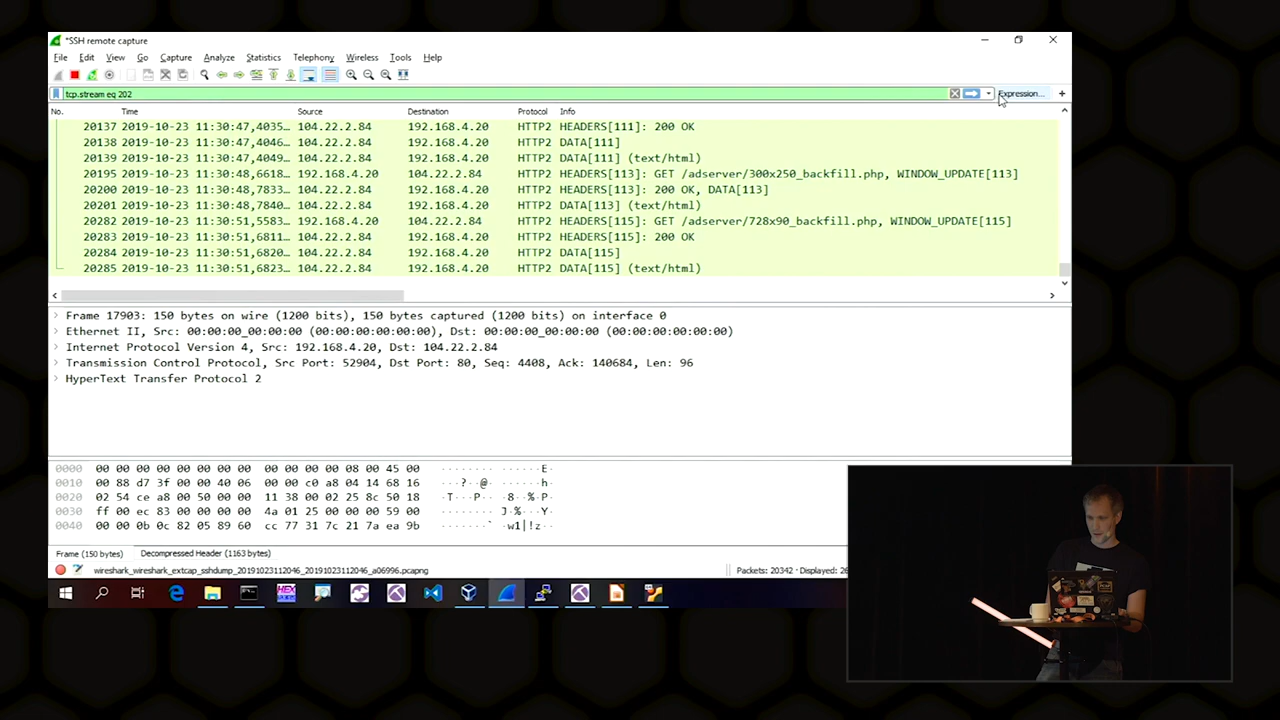 *SSH remote capture
File Edit View Go Capture Analyze Statistics Telephony Wireless Tools Help
tcp.stream eq 202 Expression... +
No. Time Source Destination Protocol Info
20137 2019-10-23 11:30:47,4035… 104.22.2.84 192.168.4.20 HTTP2 HEADERS[111]: 200 OK
20138 2019-10-23 11:30:47,4046… 104.22.2.84 192.168.4.20 HTTP2 DATA[111]
20139 2019-10-23 11:30:47,4049… 104.22.2.84 192.168.4.20 HTTP2 DATA[111] (text/html)
20195 2019-10-23 11:30:48,6618… 192.168.4.20 104.22.2.84 HTTP2 HEADERS[113]: GET /adserver/300x250_backfill.php, WINDOW_UPDATE[113]
20200 2019-10-23 11:30:48,7833… 104.22.2.84 192.168.4.20 HTTP2 HEADERS[113]: 200 OK, DATA[113]
20201 2019-10-23 11:30:48,7840… 104.22.2.84 192.168.4.20 HTTP2 DATA[113] (text/html)
20282 2019-10-23 11:30:51,5583… 192.168.4.20 104.22.2.84 HTTP2 HEADERS[115]: GET /adserver/728x90_backfill.php, WINDOW_UPDATE[115]
20283 2019-10-23 11:30:51,6811… 104.22.2.84 192.168.4.20 HTTP2 HEADERS[115]: 200 OK
20284 2019-10-23 11:30:51,6820… 104.22.2.84 192.168.4.20 HTTP2 DATA[115]
20285 2019-10-23 11:30:51,6823… 104.22.2.84 192.168.4.20 HTTP2 DATA[115] (text/html)
Frame 17903: 150 bytes on wire (1200 bits), 150 bytes captured (1200 bits) on interface 0
Ethernet II, Src: 00:00:00_00:00:00 (00:00:00:00:00:00), Dst: 00:00:00_00:00:00 (00:00:00:00:00:00)
Internet Protocol Version 4, Src: 192.168.4.20, Dst: 104.22.2.84
Transmission Control Protocol, Src Port: 52904, Dst Port: 80, Seq: 4408, Ack: 140684, Len: 96
HyperText Transfer Protocol 2
0000 00 00 00 00 00 00 00 00 00 00 00 00 08 00 45 00 ········ ······E·
0010 00 88 d7 3f 00 00 40 06 00 00 c0 a8 04 14 68 16 ···?··@· ······h·
0020 02 54 ce a8 00 50 00 00 11 38 00 02 25 8c 50 18 ·T···P·· ·8··%·P·
0030 ff 00 ec 83 00 00 00 00 4a 01 25 00 00 00 59 00 ········ J·%···Y·
0040 00 00 0b 0c 82 05 89 60 cc 77 31 7c 21 7a ea 9b ·······` ·w1|!z··
Frame (150 bytes) Decompressed Header (1163 bytes)
wireshark_wireshark_extcap_sshdump_20191023112046_20191023112046_a06996.pcapng Packets: 20342 · Displayed:
HEX